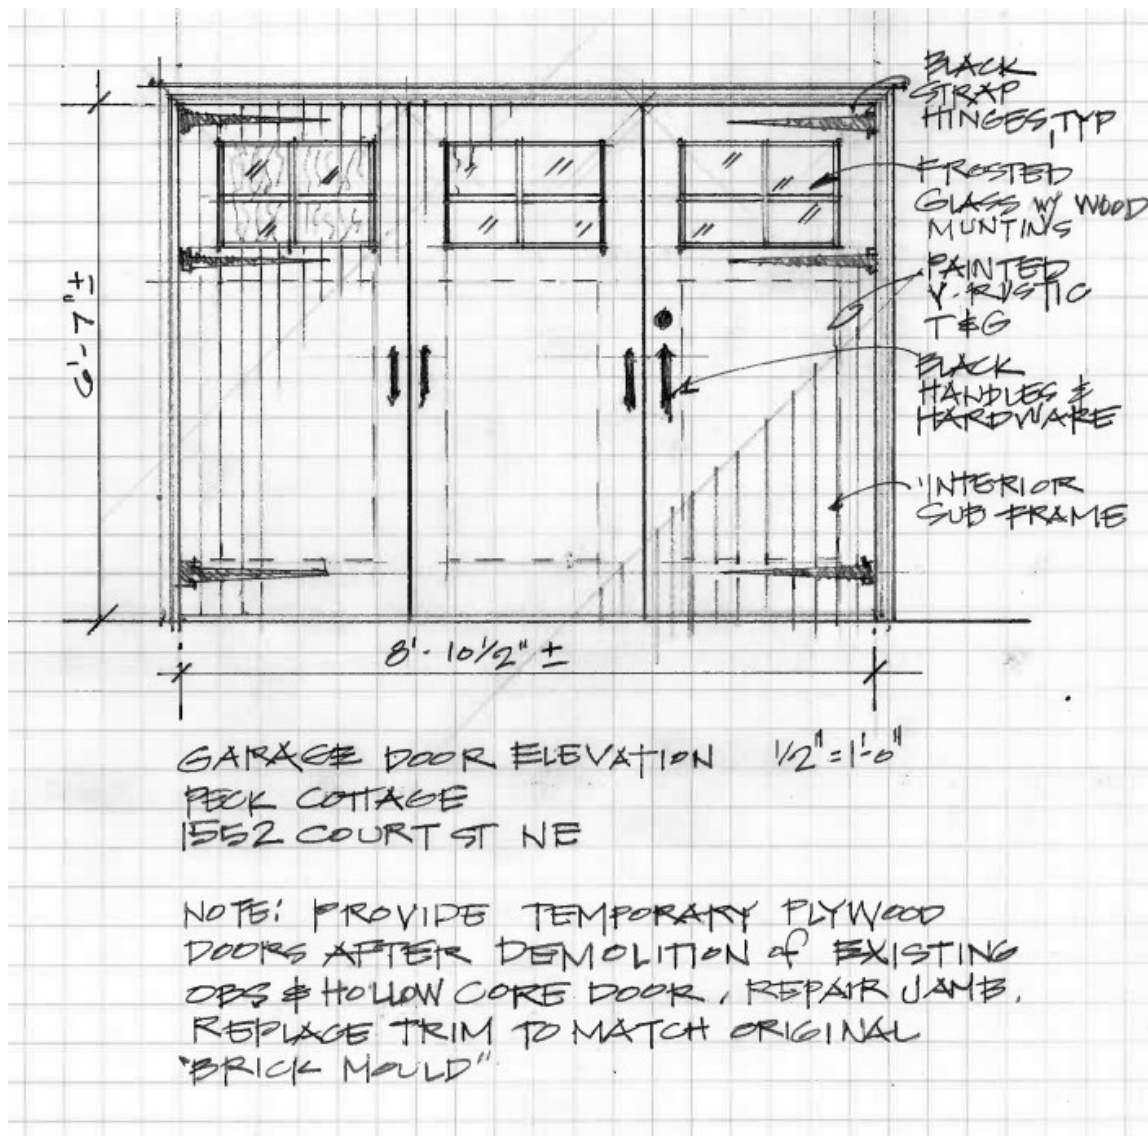 BLACK
STRAP
HINGES, TYP
FROSTED
GLASS W/ WOOD
MUNTINS
PAINTED
V. RUSTIC
T & G
BLACK
HANDLES &
HARDWARE
INTERIOR
SUB FRAME
6'-7" ±
8'-10 1/2" ±
GARAGE DOOR ELEVATION 1/2" = 1'-0"
PECK COTTAGE
1552 COURT ST NE
NOTE: PROVIDE TEMPORARY PLYWOOD
DOORS AFTER DEMOLITION of EXISTING
OBS & HOLLOW CORE DOOR, REPAIR JAMB.
REPLACE TRIM TO MATCH ORIGINAL
"BRICK MOULD"